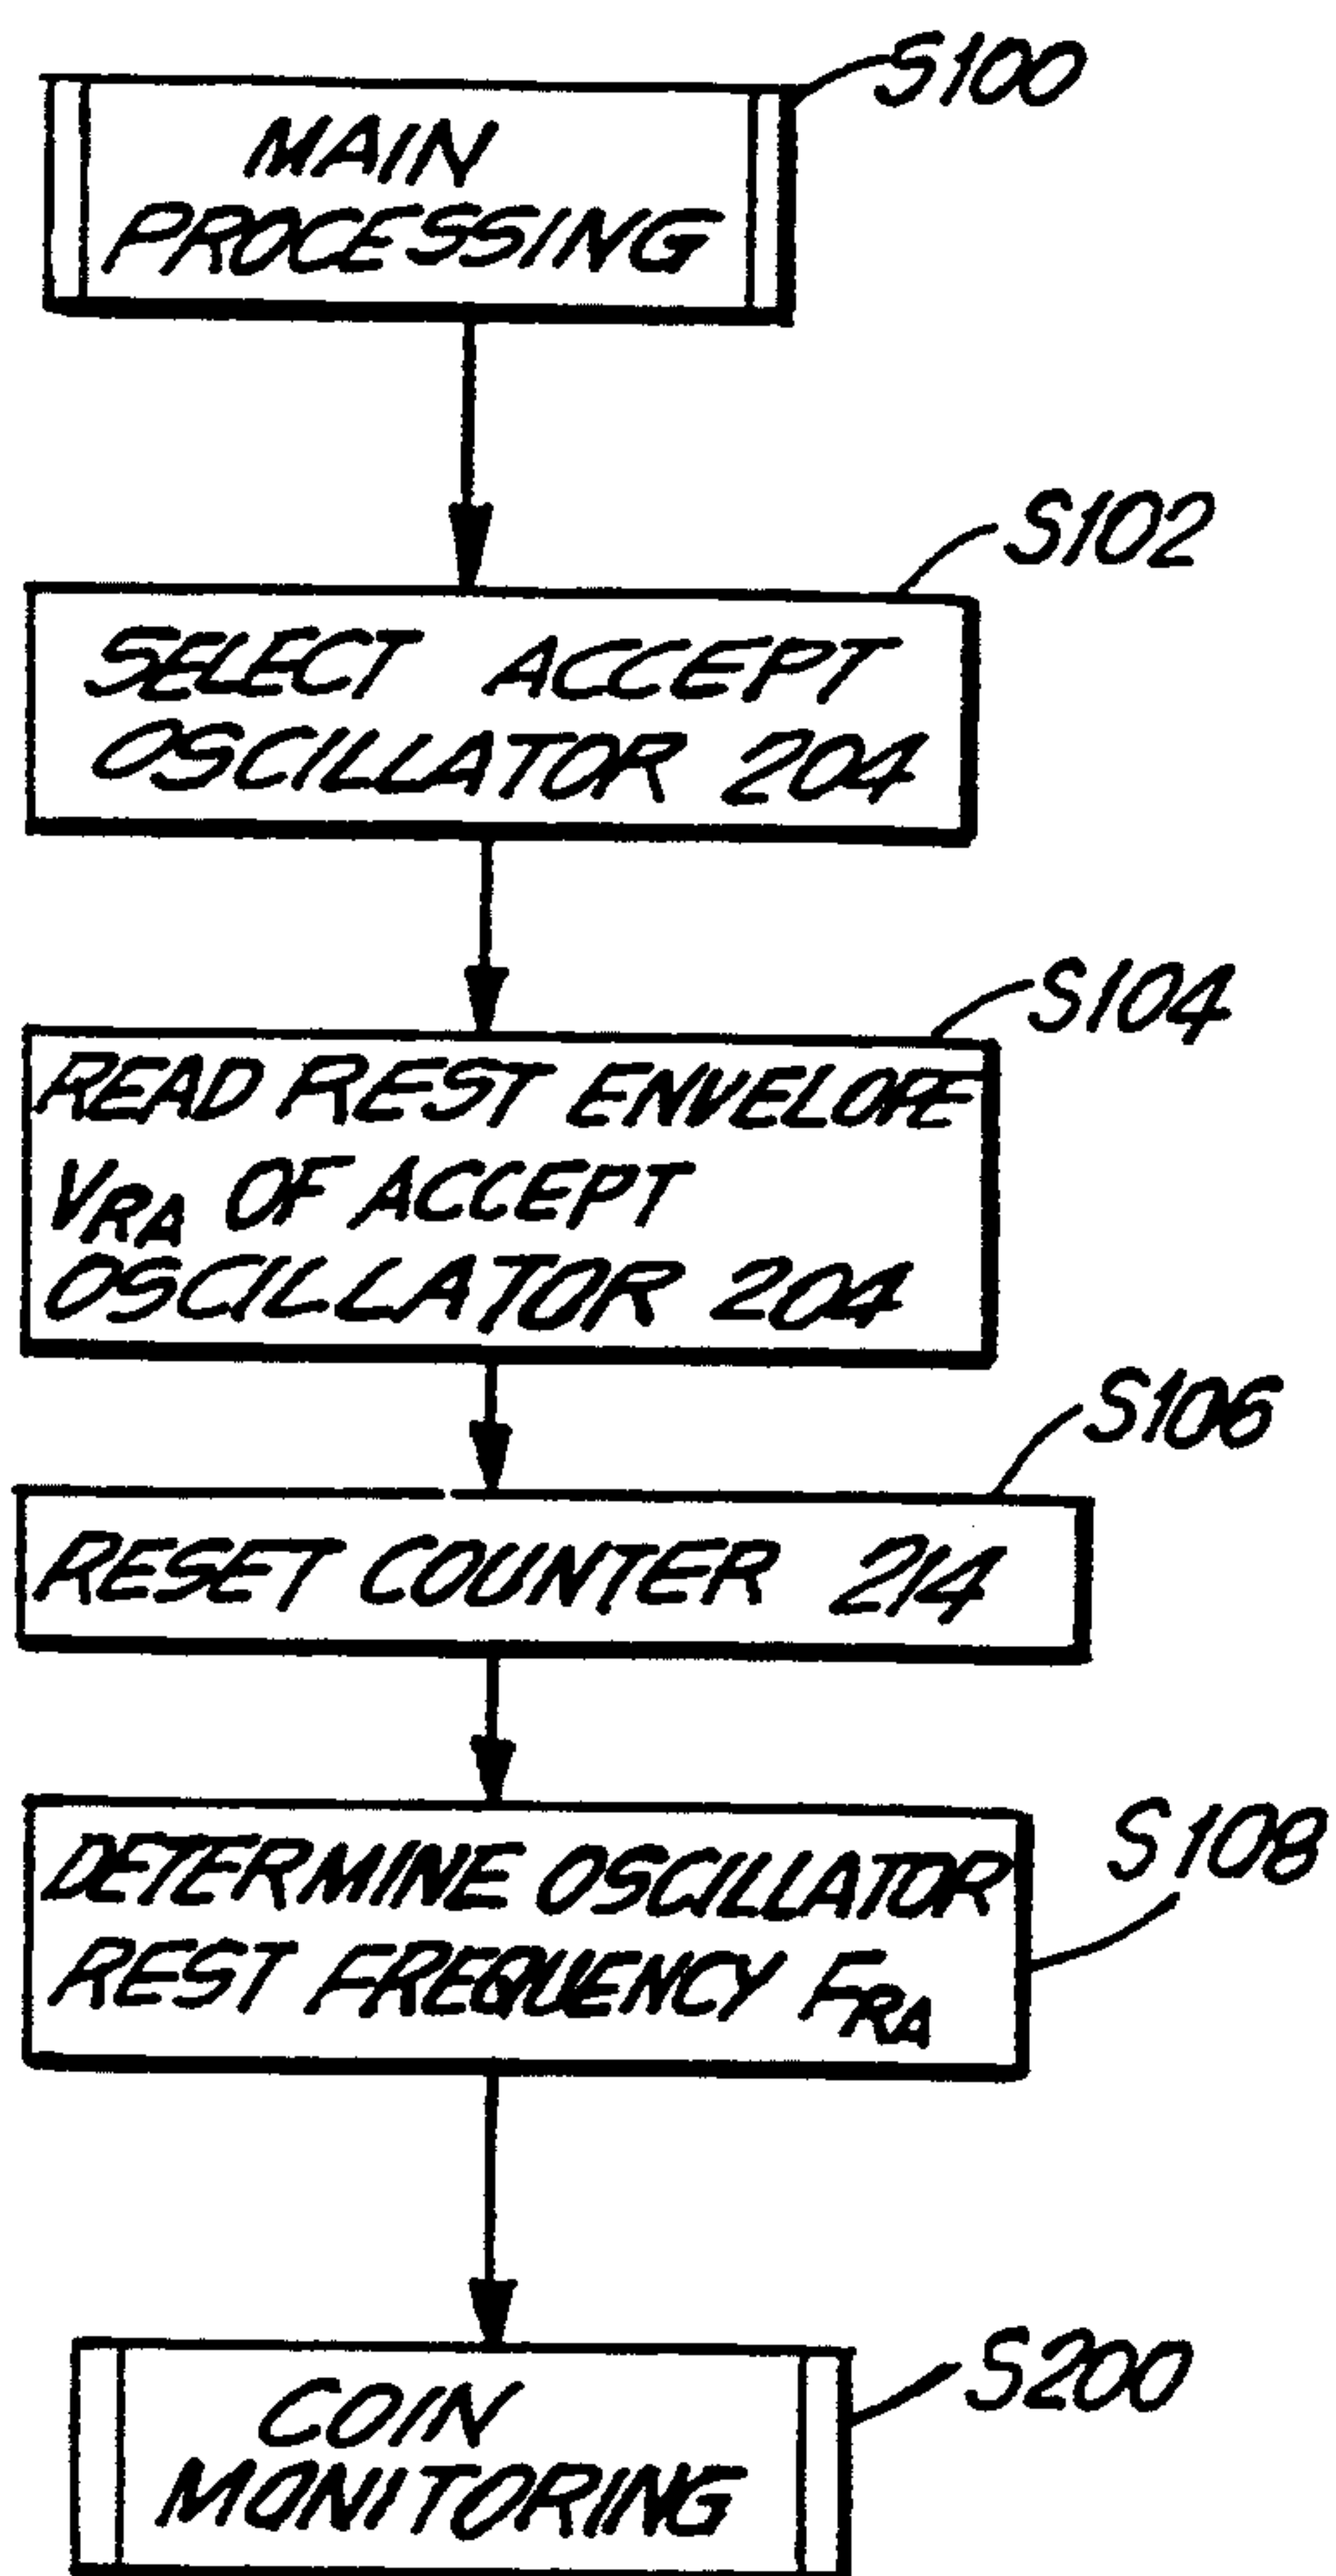 S100
MAIN
PROCESSING
S102
SELECT ACCEPT
OSCILLATOR 204
S104
READ REST ENVELOPE
VRA OF ACCEPT
OSCILLATOR 204
S106
RESET COUNTER 214
S108
DETERMINE OSCILLATOR
REST FREQUENCY FRA
S200
COIN
MONITORING